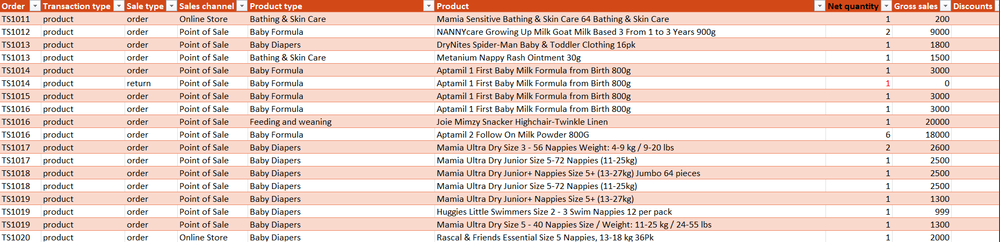 Order Transaction type Sale type Sales channel Product type Product Net quantity Gross sales Discounts
TS1011 product order Online Store Bathing & Skin Care Mamia Sensitive Bathing & Skin Care 64 Bathing & Skin Care 1 200
TS1012 product order Point of Sale Baby Formula NANNYcare Growing Up Milk Goat Milk Based 3 From 1 to 3 Years 900g 2 9000
TS1013 product order Point of Sale Baby Diapers DryNites Spider-Man Baby & Toddler Clothing 16pk 1 1800
TS1013 product order Point of Sale Bathing & Skin Care Metanium Nappy Rash Ointment 30g 1 1500
TS1014 product order Point of Sale Baby Formula Aptamil 1 First Baby Milk Formula from Birth 800g 1 3000
TS1014 product return Point of Sale Baby Formula Aptamil 1 First Baby Milk Formula from Birth 800g 1 0
TS1015 product order Point of Sale Baby Formula Aptamil 1 First Baby Milk Formula from Birth 800g 1 3000
TS1016 product order Point of Sale Baby Formula Aptamil 1 First Baby Milk Formula from Birth 800g 1 3000
TS1016 product order Point of Sale Feeding and weaning Joie Mimzy Snacker Highchair-Twinkle Linen 1 20000
TS1016 product order Point of Sale Baby Formula Aptamil 2 Follow On Milk Powder 800G 6 18000
TS1017 product order Point of Sale Baby Diapers Mamia Ultra Dry Size 3 - 56 Nappies Weight: 4-9 kg / 9-20 lbs 2 2600
TS1017 product order Point of Sale Baby Diapers Mamia Ultra Dry Junior Size 5-72 Nappies (11-25kg) 1 2500
TS1018 product order Point of Sale Baby Diapers Mamia Ultra Dry Junior+ Nappies Size 5+ (13-27kg) Jumbo 64 pieces 1 2500
TS1018 product order Point of Sale Baby Diapers Mamia Ultra Dry Junior Size 5-72 Nappies (11-25kg) 1 2500
TS1019 product order Point of Sale Baby Diapers Mamia Ultra Dry Junior+ Nappies Size 5+ (13-27kg) 1 1300
TS1019 product order Point of Sale Baby Diapers Huggies Little Swimmers Size 2 - 3 Swim Nappies 12 per pack 1 999
TS1019 product order Point of Sale Baby Diapers Mamia Ultra Dry Size 5 - 40 Nappies Size / Weight: 11-25 kg / 24-55 lbs 1 1300
TS1020 product order Online Store Baby Diapers Rascal & Friends Essential Size 5 Nappies, 13-18 kg 36Pk 1 2000